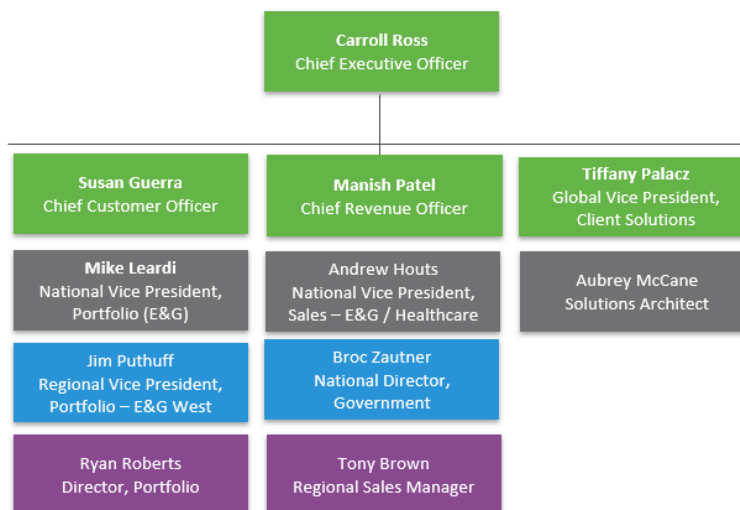 Carroll Ross
Chief Executive Officer
Susan Guerra
Chief Customer Officer
Manish Patel
Chief Revenue Officer
Tiffany Palacz
Global Vice President,
Client Solutions
Mike Leardi
National Vice President,
Portfolio (E&G)
Andrew Houts
National Vice President,
Sales – E&G / Healthcare
Aubrey McCane
Solutions Architect
Jim Puthuff
Regional Vice President,
Portfolio – E&G West
Broc Zautner
National Director,
Government
Ryan Roberts
Director, Portfolio
Tony Brown
Regional Sales Manager